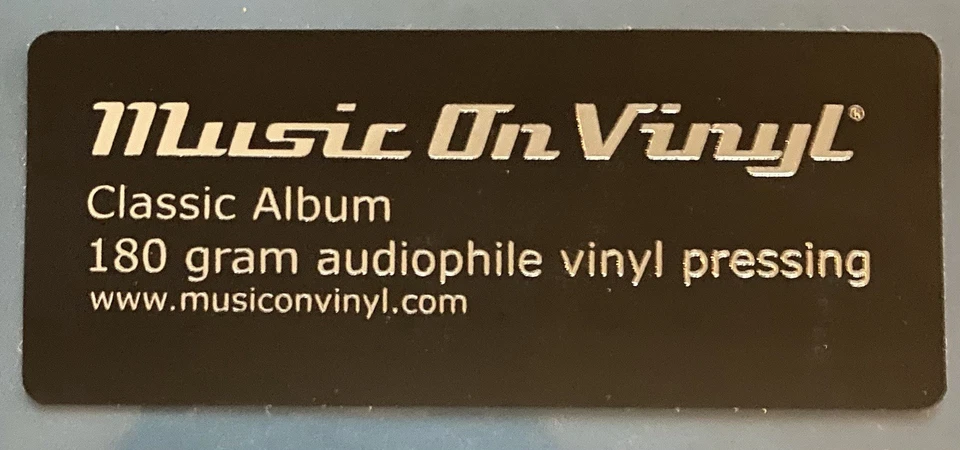 Music On Vinyl®
Classic Album
180 gram audiophile vinyl pressing
www.musiconvinyl.com